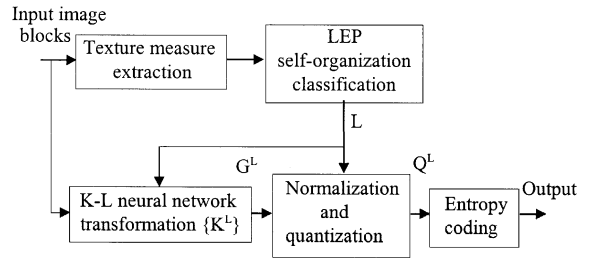 Input image
blocks
Texture measure
extraction
LEP
self-organization
classification
L
G^L
Q^L
K-L neural network
transformation {K^L}
Normalization
and
quantization
Entropy
coding
Output